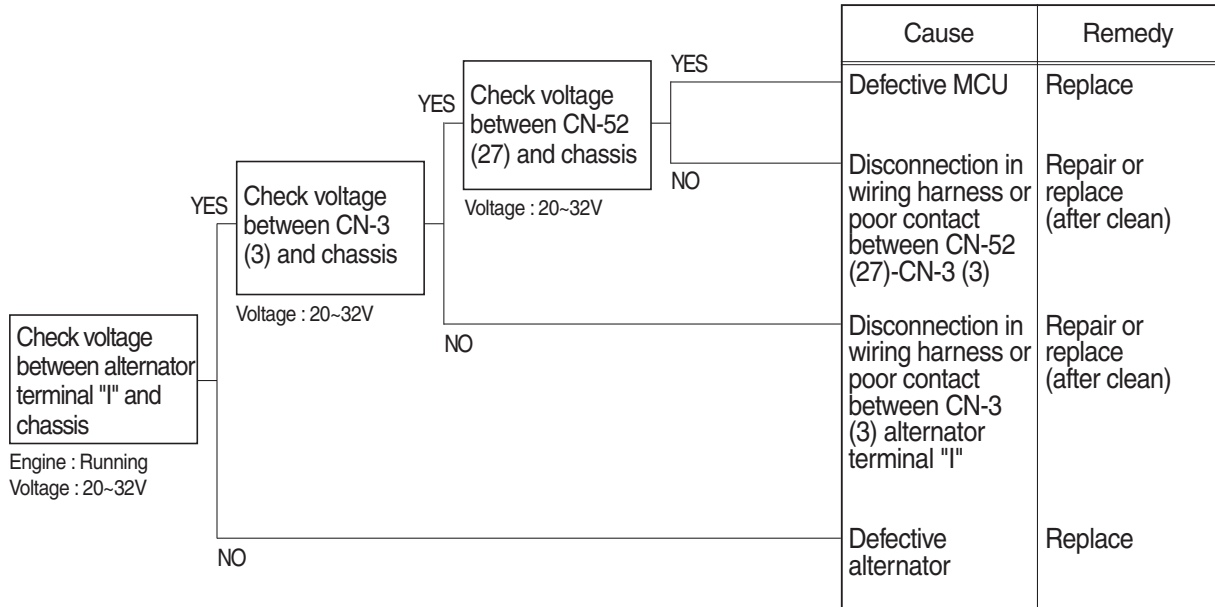 Cause
Remedy
YES
Defective MCU
Replace
YES
Check voltage
between CN-52
(27) and chassis
Voltage : 20~32V
NO
Disconnection in
wiring harness or
poor contact
between CN-52
(27)-CN-3 (3)
Repair or
replace
(after clean)
YES
Check voltage
between CN-3
(3) and chassis
Voltage : 20~32V
NO
Disconnection in
wiring harness or
poor contact
between CN-3
(3) alternator
terminal "I"
Repair or
replace
(after clean)
Check voltage
between alternator
terminal "I" and
chassis
Engine : Running
Voltage : 20~32V
NO
Defective
alternator
Replace